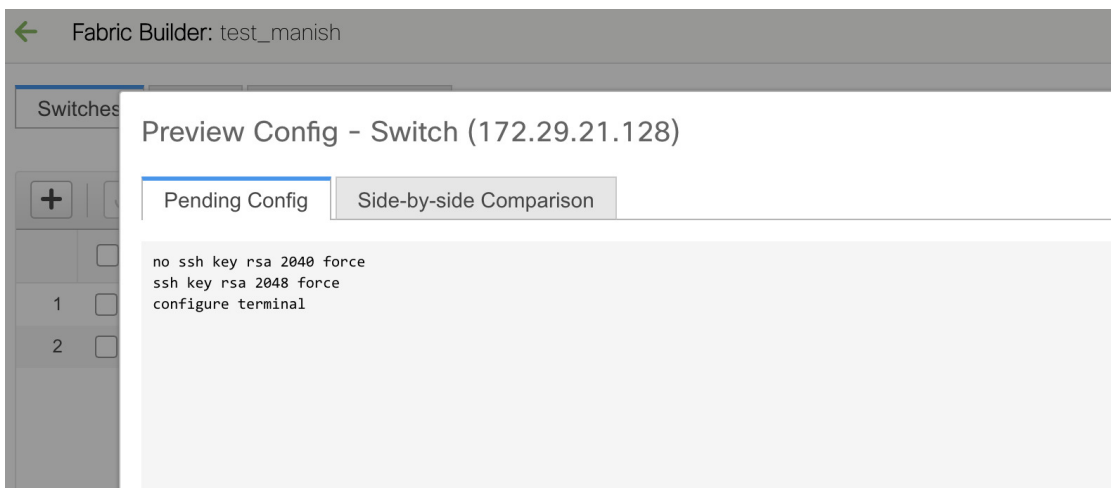 Fabric Builder: test_manish
Switches
Preview Config - Switch (172.29.21.128)
Pending Config
Side-by-side Comparison
no ssh key rsa 2040 force
ssh key rsa 2048 force
configure terminal
1
2